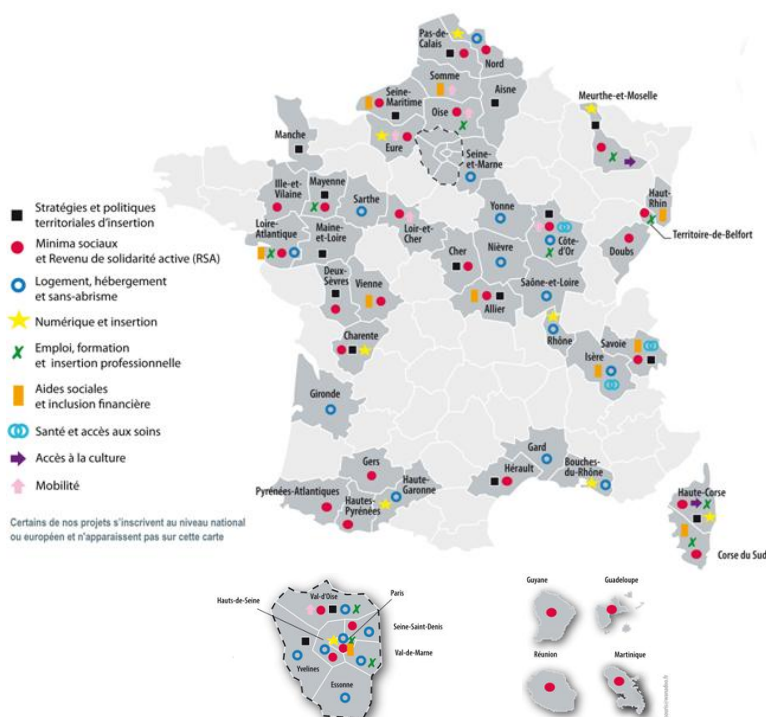 Pas-de-
Calais
Nord
Somme
Aisne
Seine-
Maritime
Oise
Meurthe-et-Moselle
Manche
Eure
Seine-
et-Marne
Ille-et-
Vilaine
Mayenne
Sarthe
Haut-
Rhin
Yonne
Loir-et-
Cher
Territoire-de-Belfort
Loire-
Atlantique
Maine-
et-Loire
Cher
Nièvre
Côte-
d'Or
Doubs
Deux-
Sèvres
Vienne
Saône-et-Loire
Allier
Charente
Rhône
Savoie
Isère
Gironde
Gers
Haute-
Garonne
Gard
Hérault
Bouches-
du-Rhône
Pyrénées-Atlantiques
Hautes-
Pyrénées
Haute-Corse
Corse du Sud
Stratégies et politiques
territoriales d'insertion
Minima sociaux
et Revenu de solidarité active (RSA)
Logement, hébergement
et sans-abrisme
Numérique et insertion
Emploi, formation
et insertion professionnelle
Aides sociales
et inclusion financière
Santé et accès aux soins
Accès à la culture
Mobilité
Certains de nos projets s'inscrivent au niveau national
ou européen et n'apparaissent pas sur cette carte
Hauts-de-Seine
Val-d'Oise
Paris
Seine-Saint-Denis
Val-de-Marne
Yvelines
Essonne
Guyane
Guadeloupe
Réunion
Martinique